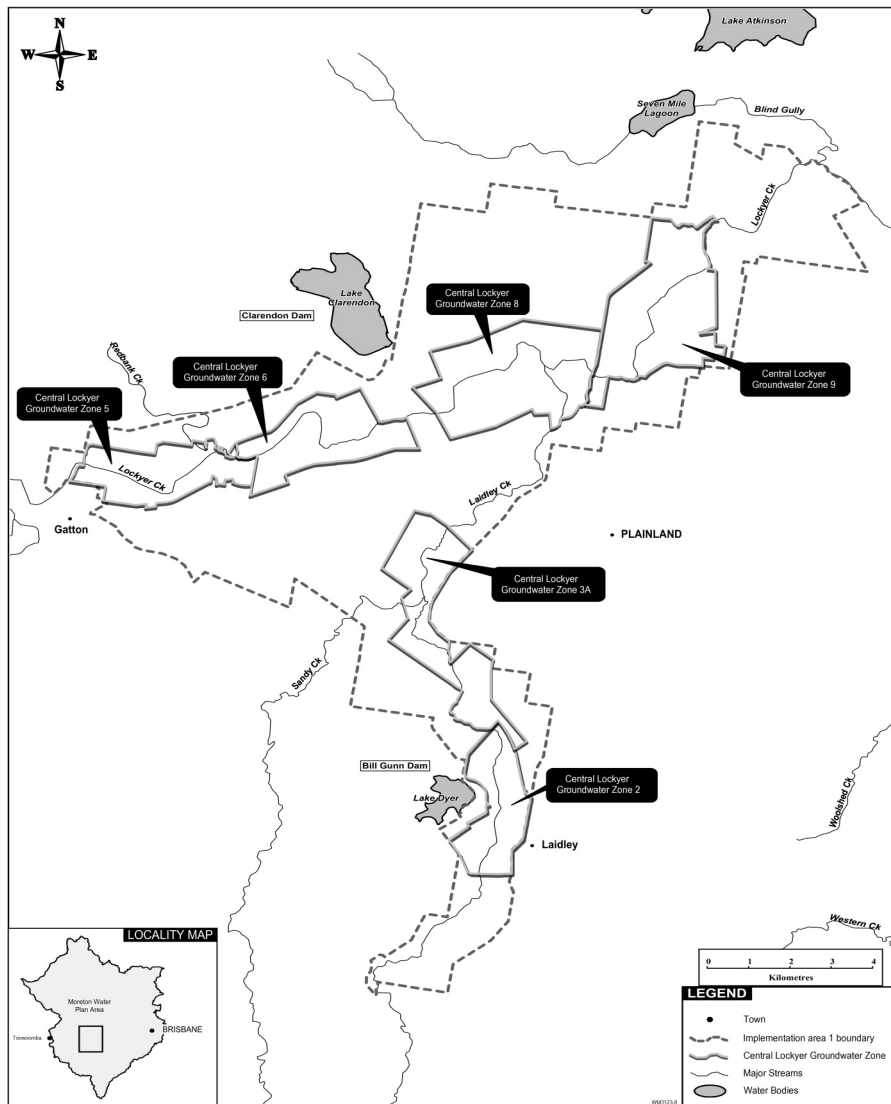 N
W E
S
Lake Atkinson
Seven Mile
Lagoon
Blind Gully
Lockyer Ck
Lake
Clarendon
Clarendon Dam
Central Lockyer
Groundwater Zone 8
Redbank Ck
Central Lockyer
Groundwater Zone 6
Central Lockyer
Groundwater Zone 9
Central Lockyer
Groundwater Zone 5
Lockyer Ck
Laidley Ck
Gatton
PLAINLAND
Central Lockyer
Groundwater Zone 3A
Sandy Ck
Bill Gunn Dam
Central Lockyer
Groundwater Zone 2
Lake Dyer
Woolshed Ck
Laidley
Western Ck
LOCALITY MAP
Moreton Water
Plan Area
Toowoomba
BRISBANE
0 1 2 3 4
Kilometres
LEGEND
Town
Implementation area 1 boundary
Central Lockyer Groundwater Zone
Major Streams
Water Bodies
WM3123-8